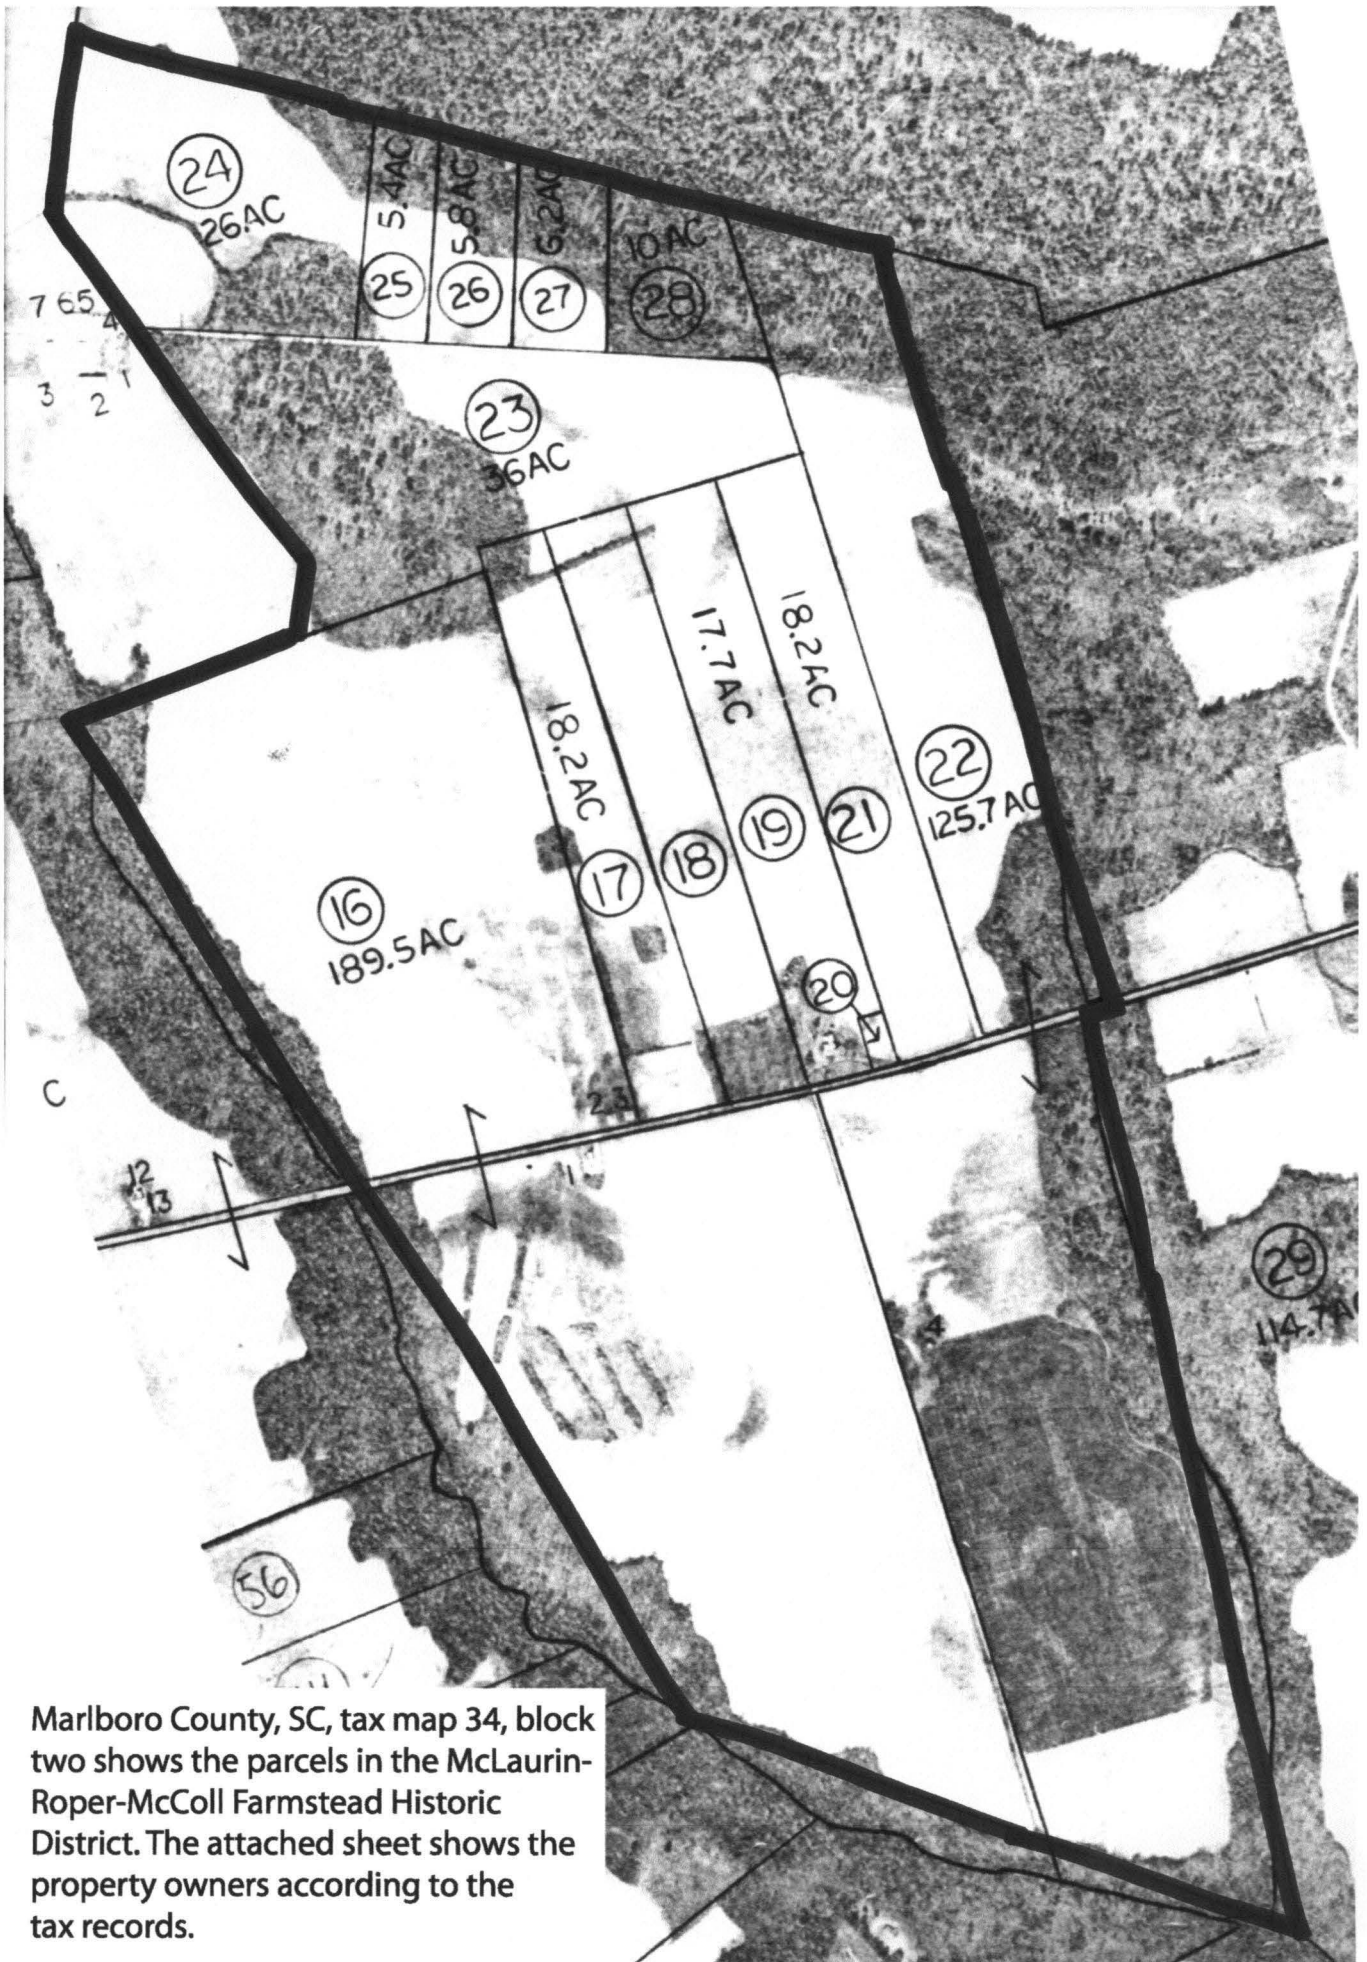 24
26AC
5.4AC
25
5.8AC
26
6.2AC
27
10 AC
28
7 6 5
4
3 — 1
2
23
36AC
18.2AC
17
18
17.7AC
19
18.2AC
21
22
125.7AC
16
189.5AC
20
C
2 3
1
12
13
4
29
114.7AC
56
Marlboro County, SC, tax map 34, block
two shows the parcels in the McLaurin-
Roper-McColl Farmstead Historic
District. The attached sheet shows the
property owners according to the
tax records.